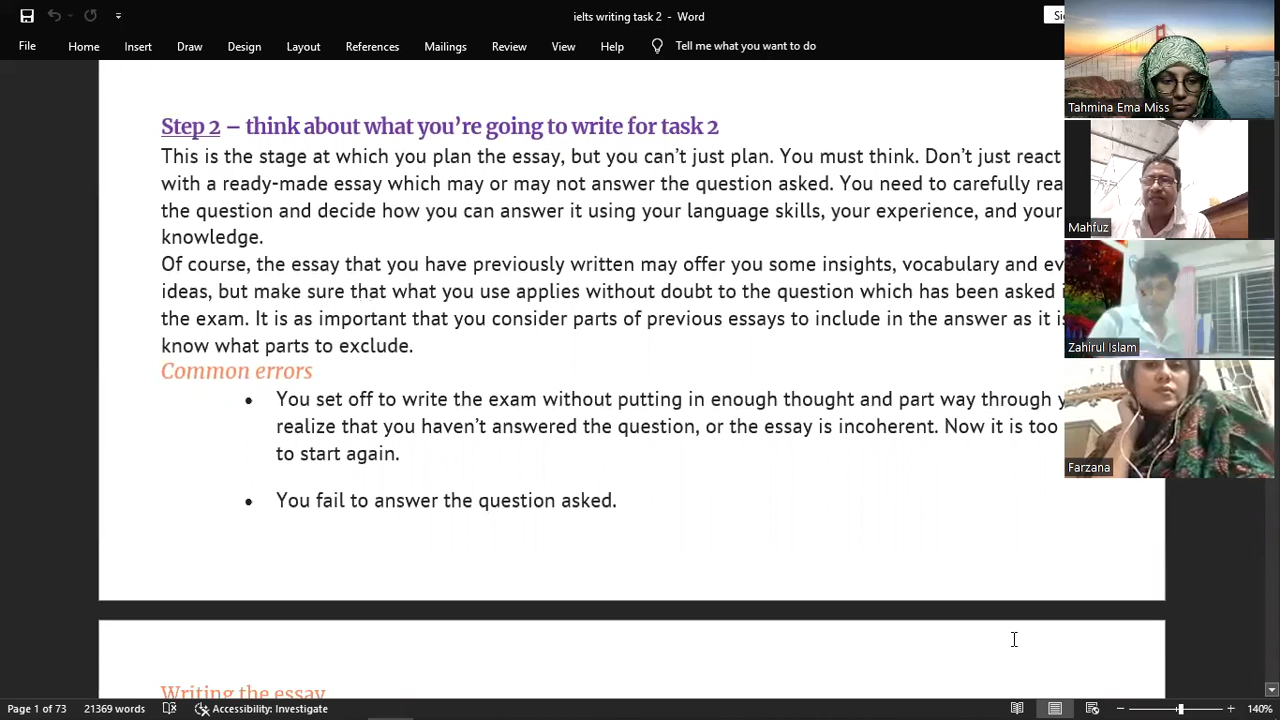 ielts writing task 2 - Word
File Home Insert Draw Design Layout References Mailings Review View Help Tell me what you want to do
Step 2 – think about what you're going to write for task 2
This is the stage at which you plan the essay, but you can't just plan. You must think. Don't just react
with a ready-made essay which may or may not answer the question asked. You need to carefully
the question and decide how you can answer it using your language skills, your experience, and your
knowledge.
Of course, the essay that you have previously written may offer you some insights, vocabulary and
ideas, but make sure that what you use applies without doubt to the question which has been asked
the exam. It is as important that you consider parts of previous essays to include in the answer as it is
know what parts to exclude.
Common errors
• You set off to write the exam without putting in enough thought and part way through
realize that you haven't answered the question, or the essay is incoherent. Now it is too
to start again.
• You fail to answer the question asked.
Writing the essay
Tahmina Ema Miss
Mahfuz
Zahirul Islam
Farzana
Page 1 of 73 21369 words Accessibility: Investigate 140%